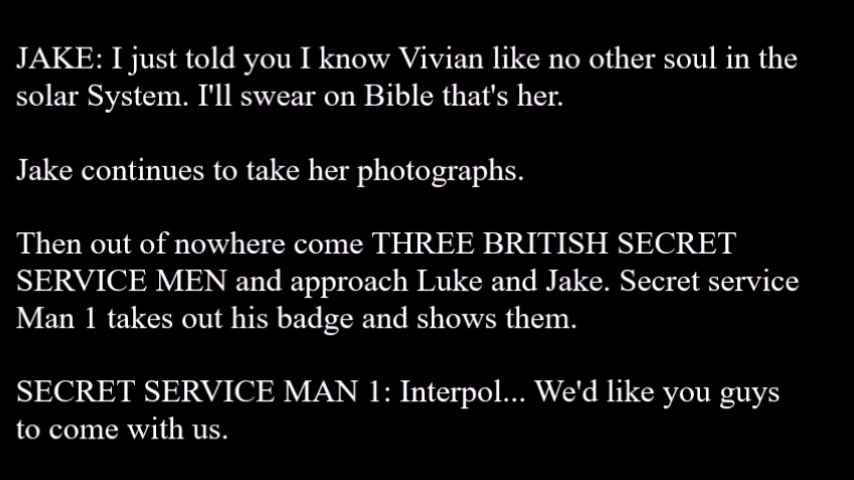 JAKE: I just told you I know Vivian like no other soul in the
solar System. I'll swear on Bible that's her.
Jake continues to take her photographs.
Then out of nowhere come THREE BRITISH SECRET
SERVICE MEN and approach Luke and Jake. Secret service
Man 1 takes out his badge and shows them.
SECRET SERVICE MAN 1: Interpol... We'd like you guys
to come with us.